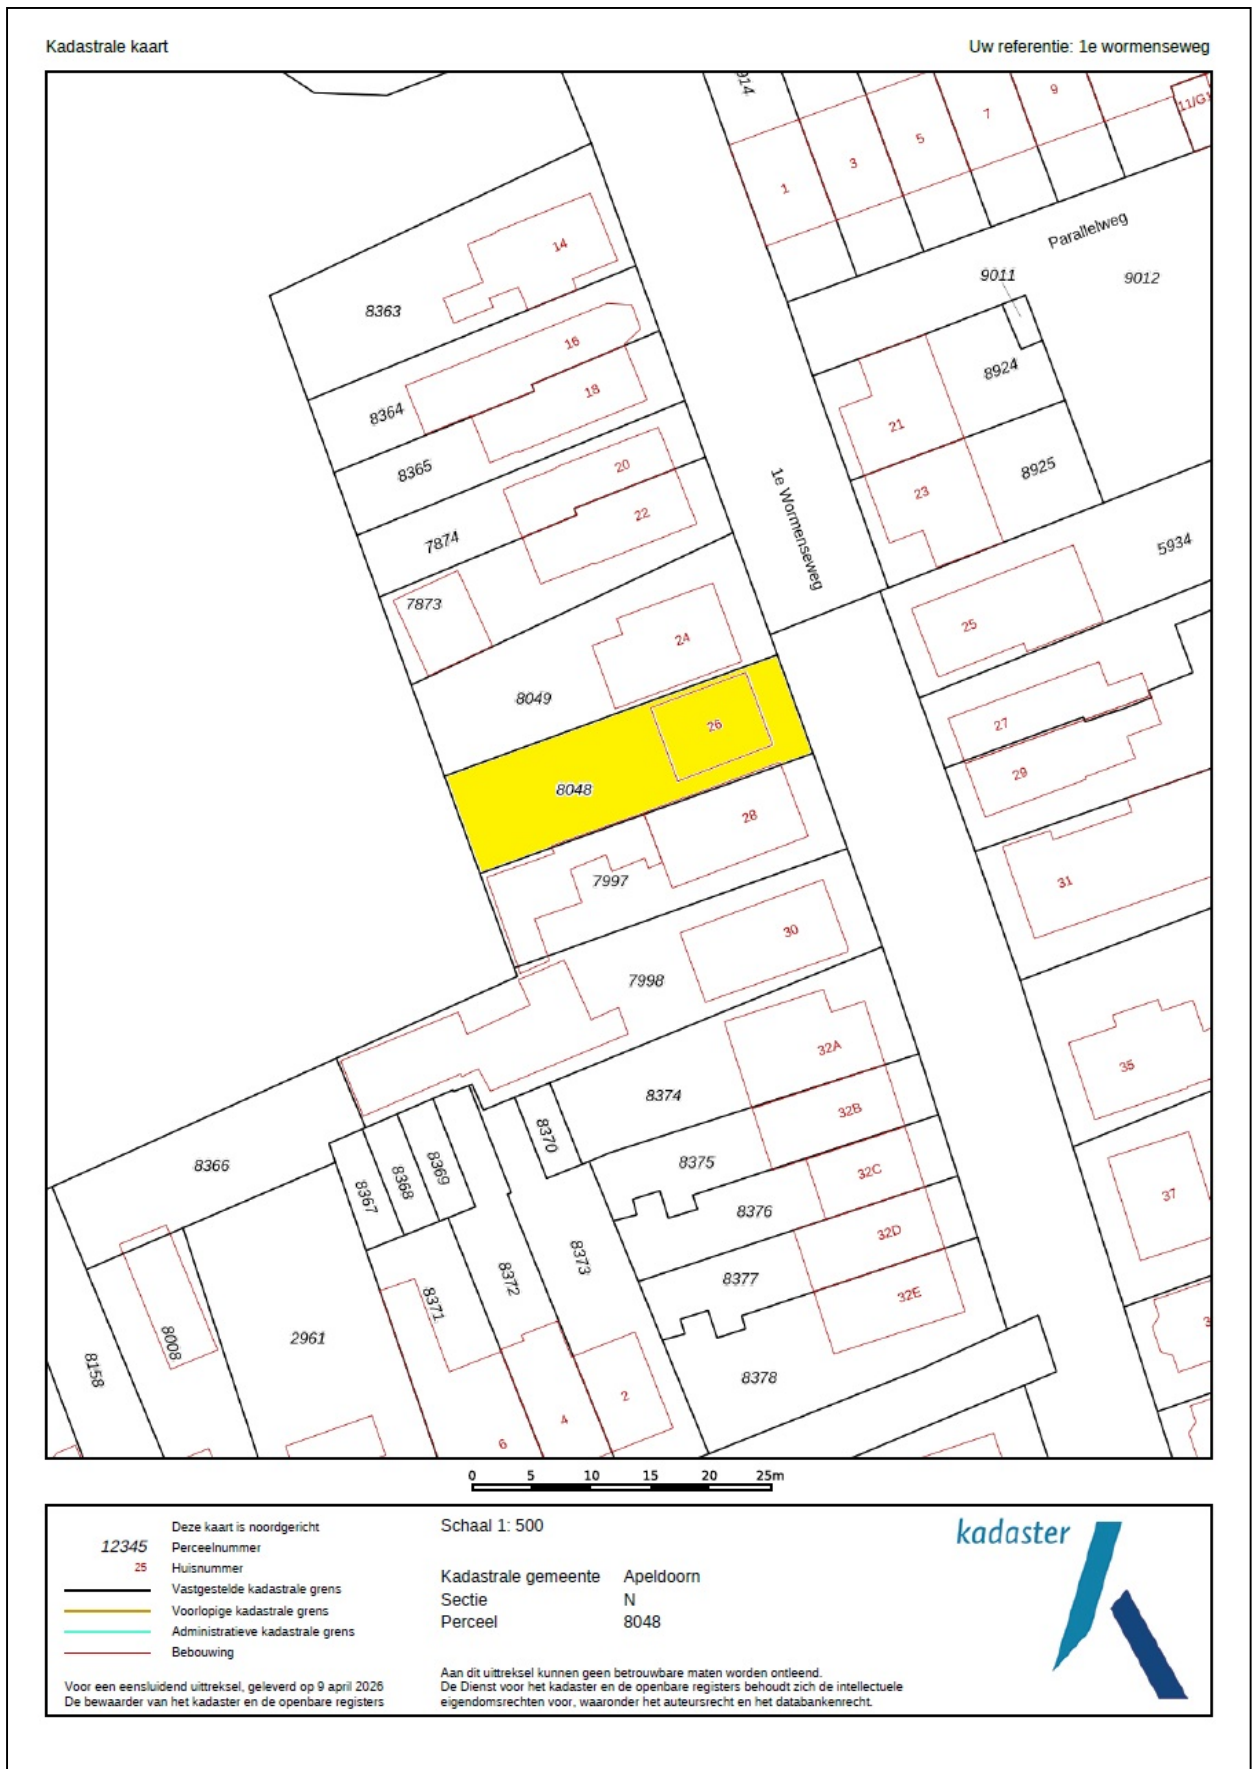 Kadastrale kaart
Uw referentie: 1e wormenseweg
914
1
3
5
7
9
11/G1
Parallelweg
9011
9012
14
8363
16
8364
18
8365
20
22
7874
7873
24
8049
26
8048
28
7997
30
7998
1e Wormenseweg
21
8924
23
8925
5934
25
27
29
31
35
37
32A
8374
32B
8375
32C
8376
32D
8377
32E
8378
8370
8369
8368
8367
8366
8373
8372
8371
2961
8008
8158
2
4
6
0 5 10 15 20 25m
Deze kaart is noordgericht
12345 Perceelnummer
25 Huisnummer
Vastgestelde kadastrale grens
Voorlopige kadastrale grens
Administratieve kadastrale grens
Bebouwing
Voor een eensluidend uittreksel, geleverd op 9 april 2026
De bewaarder van het kadaster en de openbare registers
Schaal 1: 500
Kadastrale gemeente Apeldoorn
Sectie N
Perceel 8048
Aan dit uittreksel kunnen geen betrouwbare maten worden ontleend.
De Dienst voor het kadaster en de openbare registers behoudt zich de intellectuele
eigendomsrechten voor, waaronder het auteursrecht en het databankenrecht.
kadaster